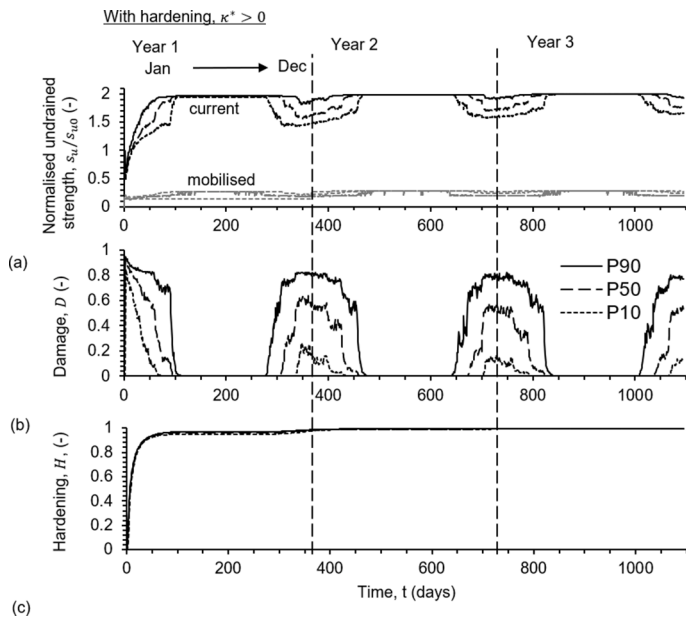 With hardening, κ* > 0
Year 1
Year 2
Year 3
Jan
Dec
Normalised undrained
strength, s_u/s_u0 (-)
2
1.5
1
0.5
0
current
mobilised
0
200
400
600
800
1000
(a)
Damage, D (-)
1
0.8
0.6
0.4
0.2
0
P90
P50
P10
0
200
400
600
800
1000
(b)
Hardening, H, (-)
1
0.8
0.6
0.4
0.2
0
0
200
400
600
800
1000
Time, t (days)
(c)